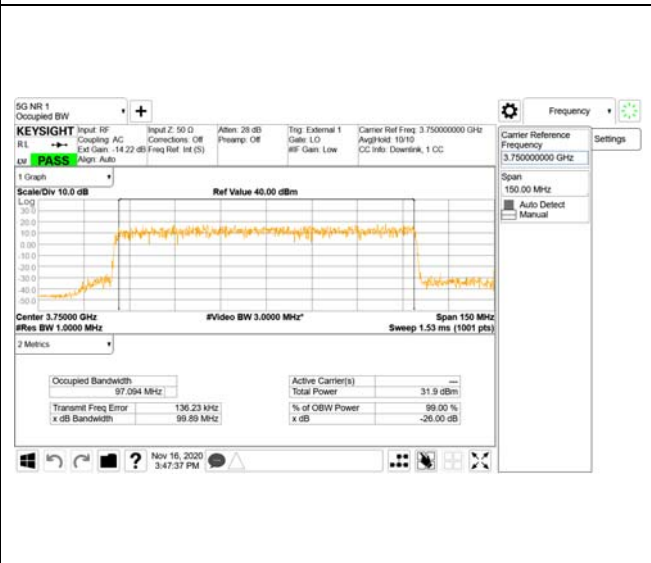 5G NR 1
Occupied BW
Frequency
KEYSIGHT
RL
PASS
Input: RF
Coupling: AC
Ext Gain: -14.22 dB
Align: Auto
Input Z: 50 Ω
Corrections: Off
Freq Ref: Int (S)
Atten: 28 dB
Preamp: Off
Trig: External 1
Gate: LO
#IF Gain: Low
Carrier Ref Freq: 3.750000000 GHz
Avg|Hold: 10/10
CC Info: Downlink, 1 CC
Carrier Reference
Frequency
3.750000000 GHz
Settings
Span
150.00 MHz
Auto Detect
Manual
1 Graph
Scale/Div 10.0 dB
Ref Value 40.00 dBm
Log
30.0
20.0
10.0
0.00
-10.0
-20.0
-30.0
-40.0
-50.0
Center 3.75000 GHz
#Video BW 3.0000 MHz*
Span 150 MHz
#Res BW 1.0000 MHz
Sweep 1.53 ms (1001 pts)
2 Metrics
Occupied Bandwidth
97.094 MHz
Active Carrier(s)
---
Total Power
31.9 dBm
Transmit Freq Error
136.23 kHz
% of OBW Power
99.00 %
x dB Bandwidth
99.89 MHz
x dB
-26.00 dB
?
Nov 16, 2020
3:47:37 PM